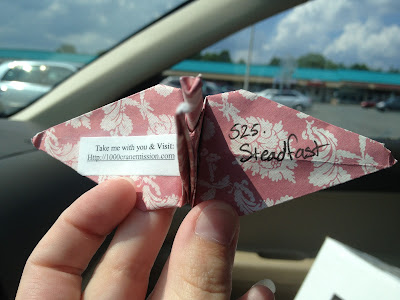 Take me with you & Visit:
Http://1000cranemission.com
525.
Steadfast